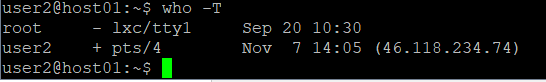 user2@host01:~$ who -T
root     - lxc/tty1     Sep 20 10:30
user2    + pts/4        Nov  7 14:05 (46.118.234.74)
user2@host01:~$